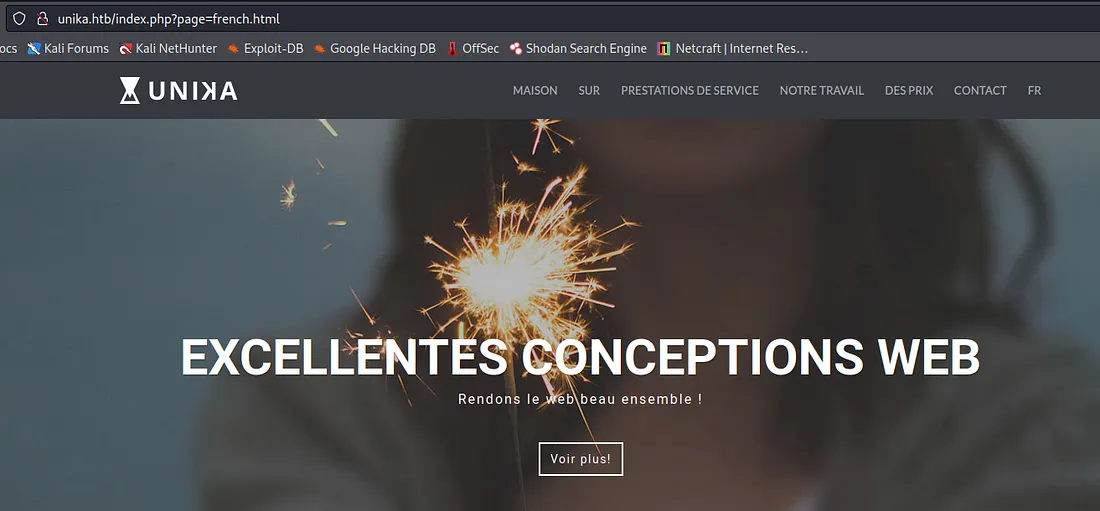 unika.htb/index.php?page=french.html
ocs Kali Forums Kali NetHunter Exploit-DB Google Hacking DB OffSec Shodan Search Engine Netcraft | Internet Res…
UNIKA MAISON SUR PRESTATIONS DE SERVICE NOTRE TRAVAIL DES PRIX CONTACT FR
EXCELLENTES CONCEPTIONS WEB
Rendons le web beau ensemble !
Voir plus!